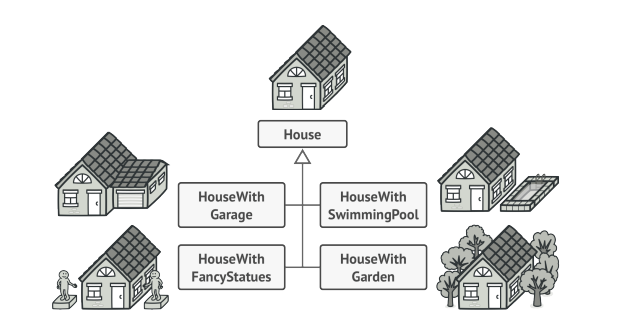 House
HouseWith
Garage
HouseWith
SwimmingPool
HouseWith
FancyStatues
HouseWith
Garden